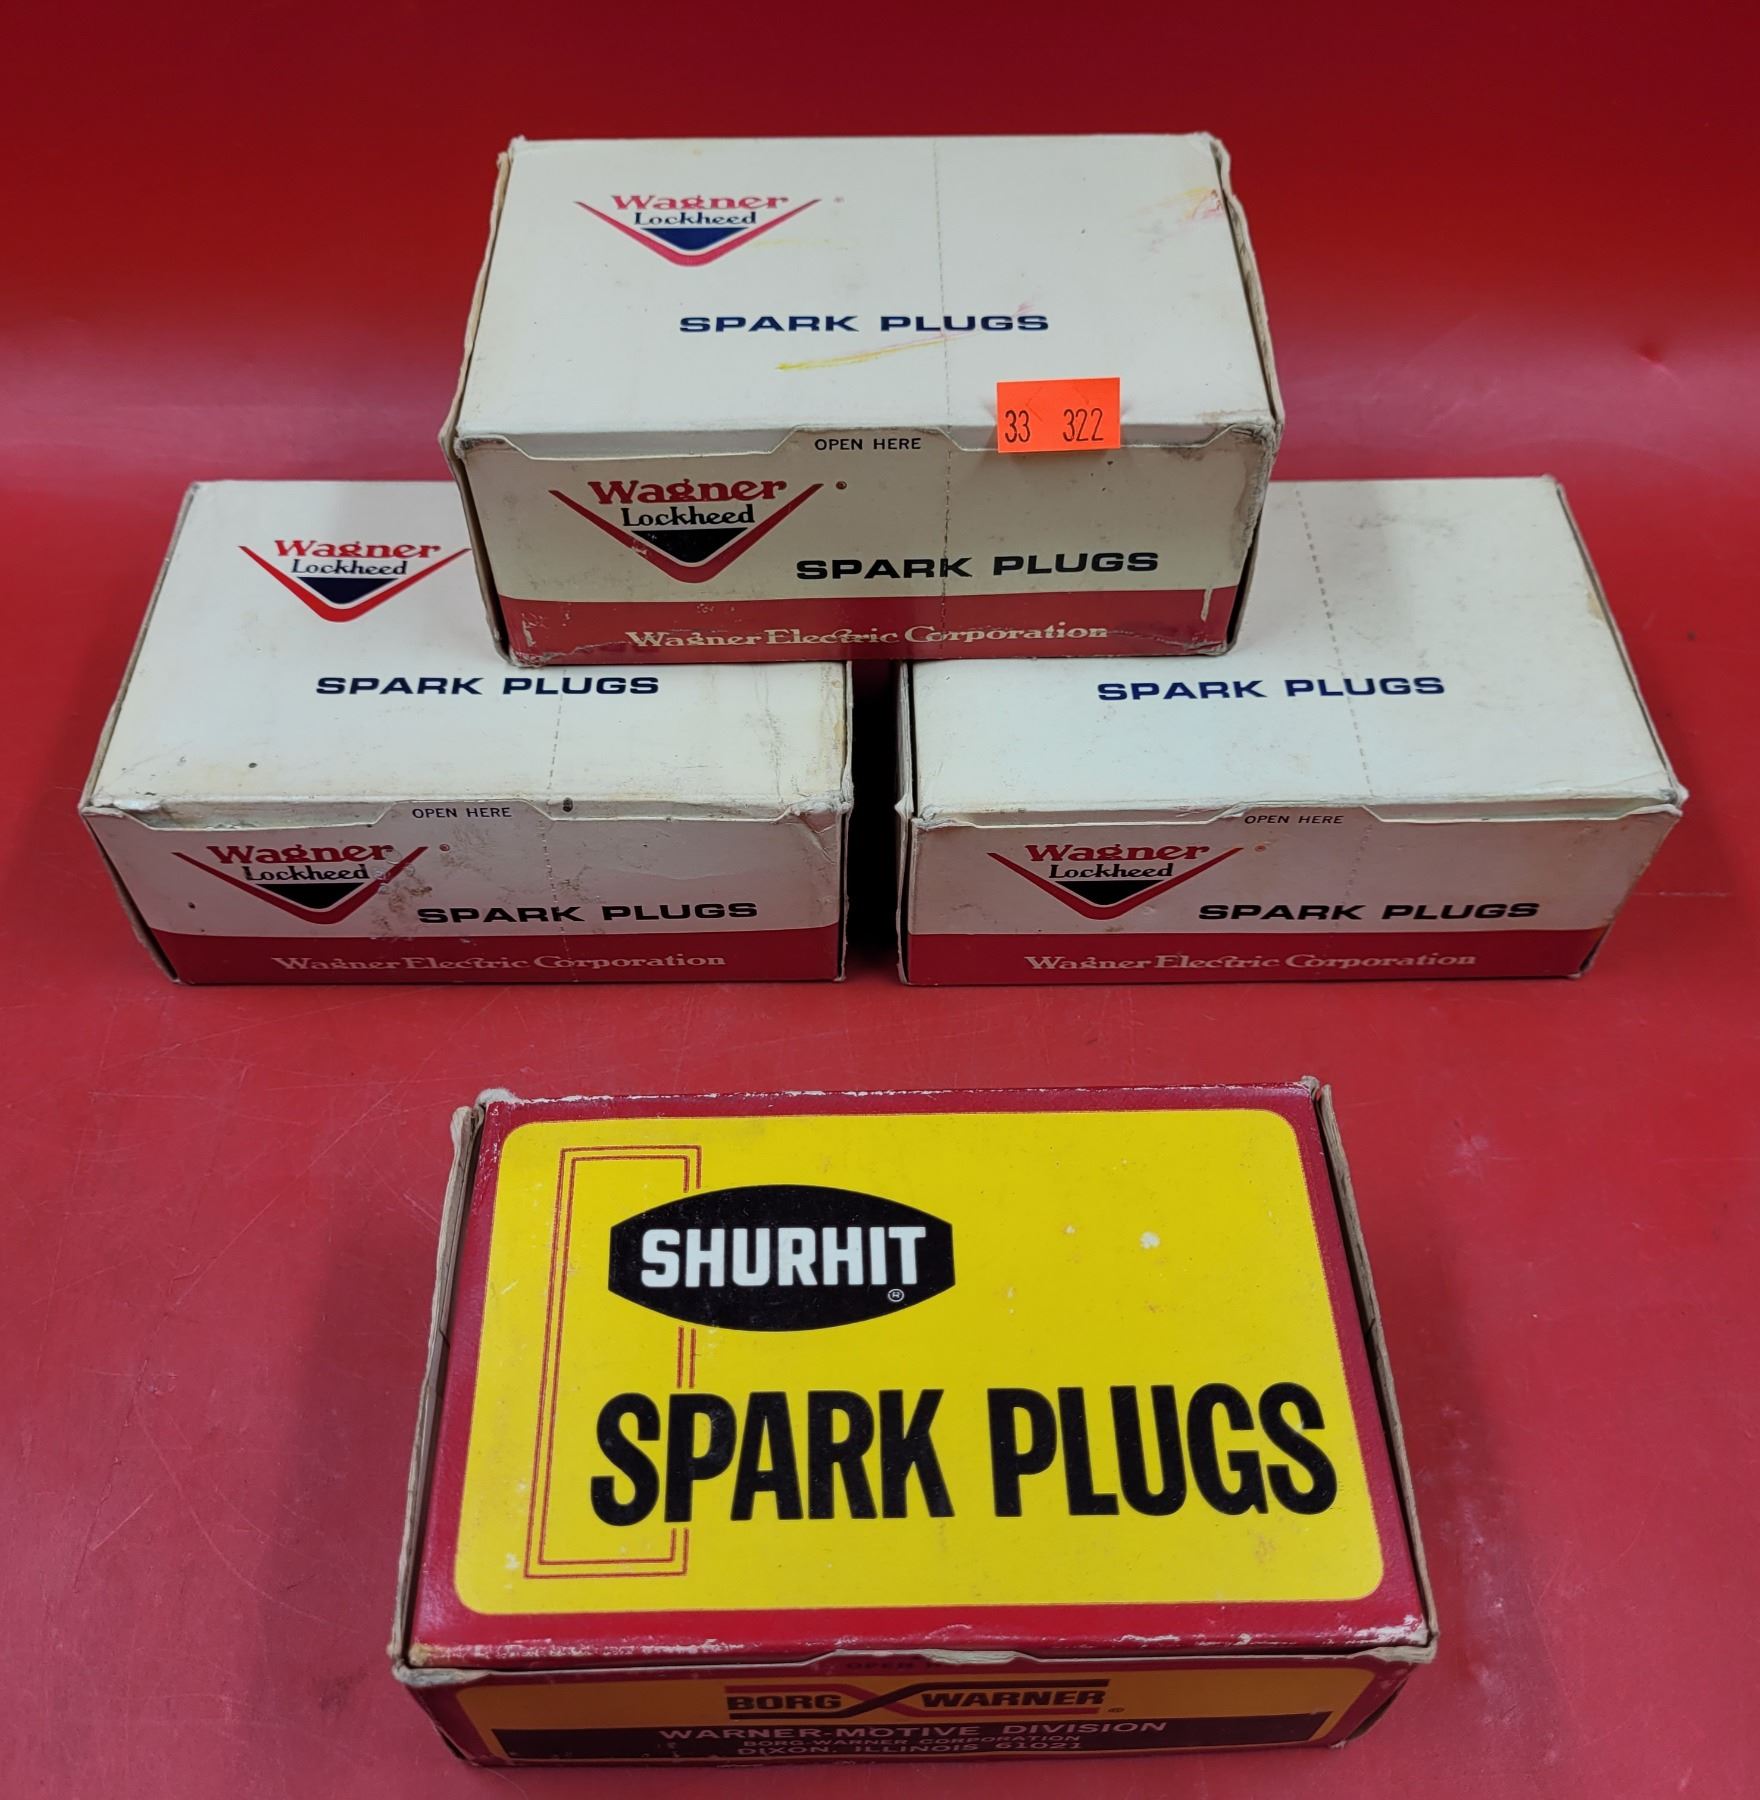 Wagner ®
Lockheed
SPARK PLUGS
33 322
OPEN HERE
Wagner ®
Lockheed
SPARK PLUGS
Wagner Electric Corporation
Wagner
Lockheed
SPARK PLUGS
OPEN HERE
Wagner ®
Lockheed
SPARK PLUGS
Wagner Electric Corporation
SPARK PLUGS
OPEN HERE
Wagner ®
Lockheed
SPARK PLUGS
Wagner Electric Corporation
SHURHIT
®
SPARK PLUGS
OPEN
BORG WARNER ®
WARNER-MOTIVE DIVISION
BORG-WARNER CORPORATION
DIXON, ILLINOIS 61021